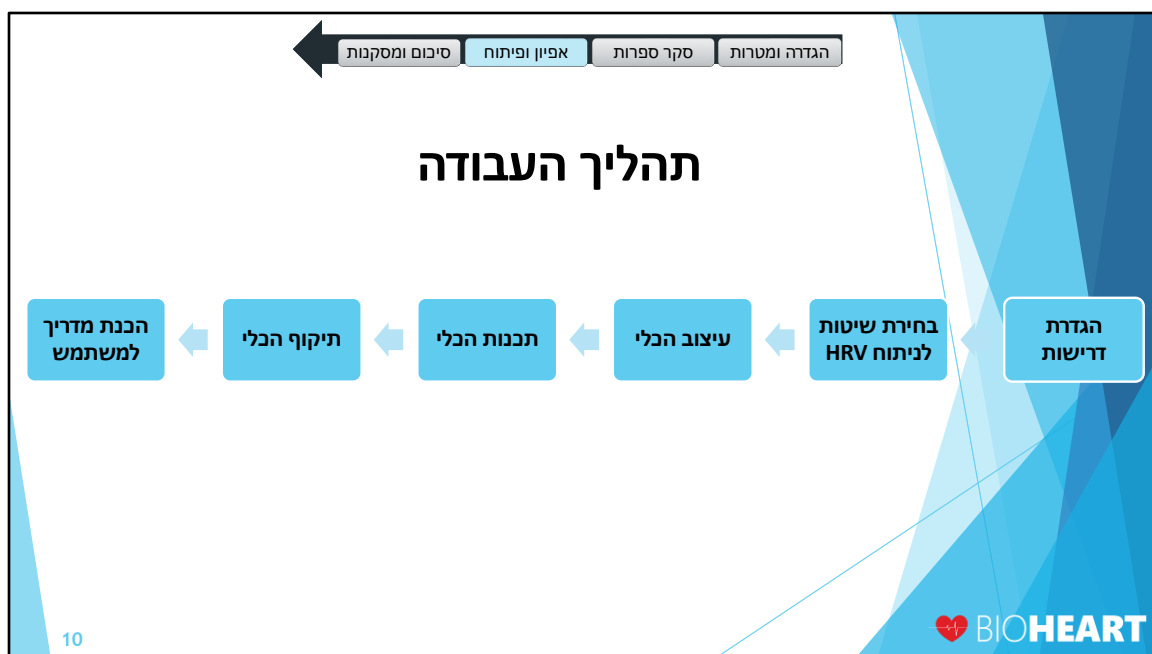 הגדרה ומטרות
סקר ספרות
אפיון ופיתוח
סיכום ומסקנות
תהליך העבודה
הגדרת
דרישות
בחירת שיטות
לניתוח HRV
עיצוב הכלי
תכנות הכלי
תיקוף הכלי
הכנת מדריך
למשתמש
10
BIOHEART